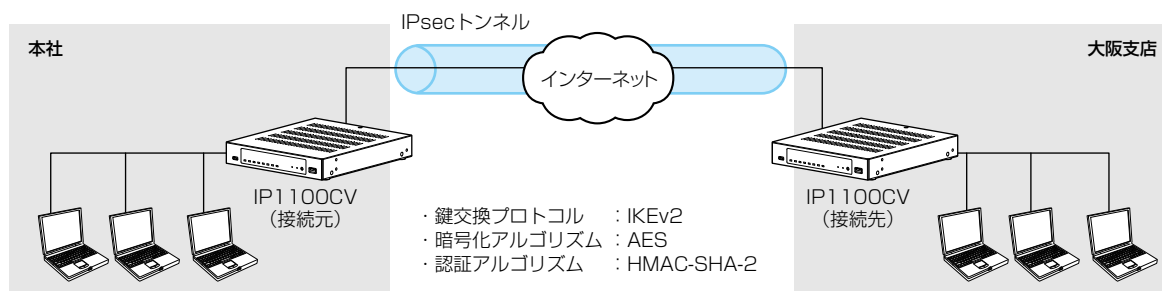 IPsecトンネル
本社
大阪支店
インターネット
IP1100CV
(接続元)
IP1100CV
(接続先)
・鍵交換プロトコル :IKEv2
・暗号化アルゴリズム :AES
・認証アルゴリズム :HMAC-SHA-2